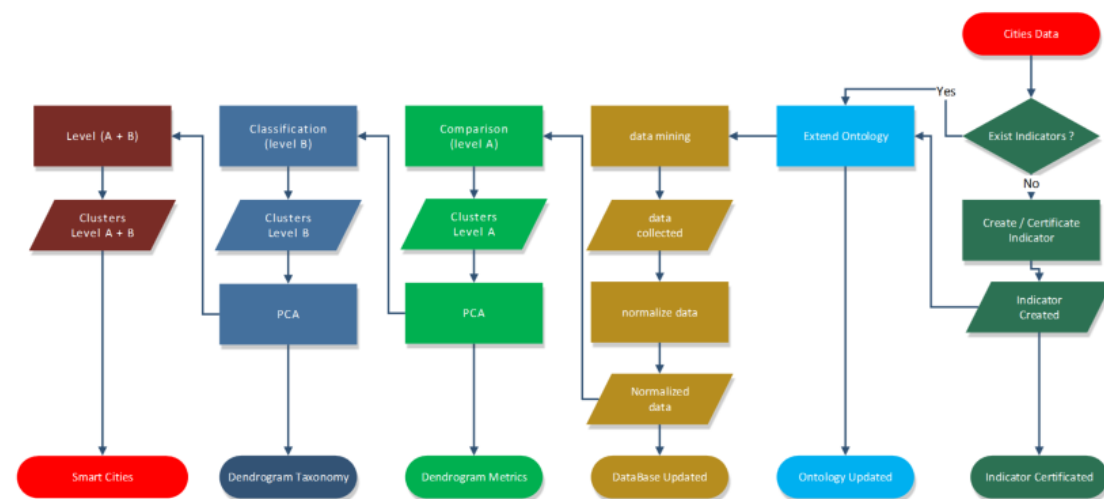 Cities Data
Yes
Level (A + B)
Classification
(level B)
Comparison
(level A)
data mining
Extend Ontology
Exist Indicators ?
No
Clusters
Level A + B
Clusters
Level B
Clusters
Level A
data
collected
Create / Certificate
Indicator
PCA
PCA
normalize data
Indicator
Created
Normalized
data
Smart Cities
Dendrogram Taxonomy
Dendrogram Metrics
DataBase Updated
Ontology Updated
Indicator Certificated